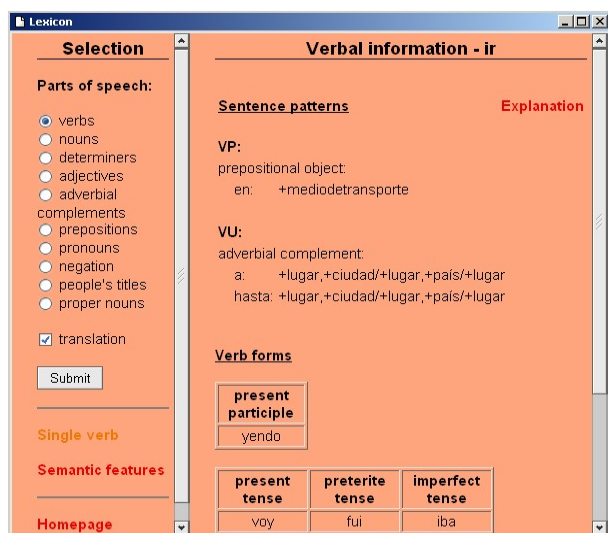 Lexicon
Selection
Parts of speech:
verbs
nouns
determiners
adjectives
adverbial
complements
prepositions
pronouns
negation
people's titles
proper nouns
translation
Submit
Single verb
Semantic features
Homepage
Verbal information - ir
Sentence patterns Explanation
VP:
prepositional object:
en: +mediodetransporte
VU:
adverbial complement:
a: +lugar,+ciudad/+lugar,+país/+lugar
hasta: +lugar,+ciudad/+lugar,+país/+lugar
Verb forms
present
participle
yendo
present preterite imperfect
tense tense tense
voy fui iba